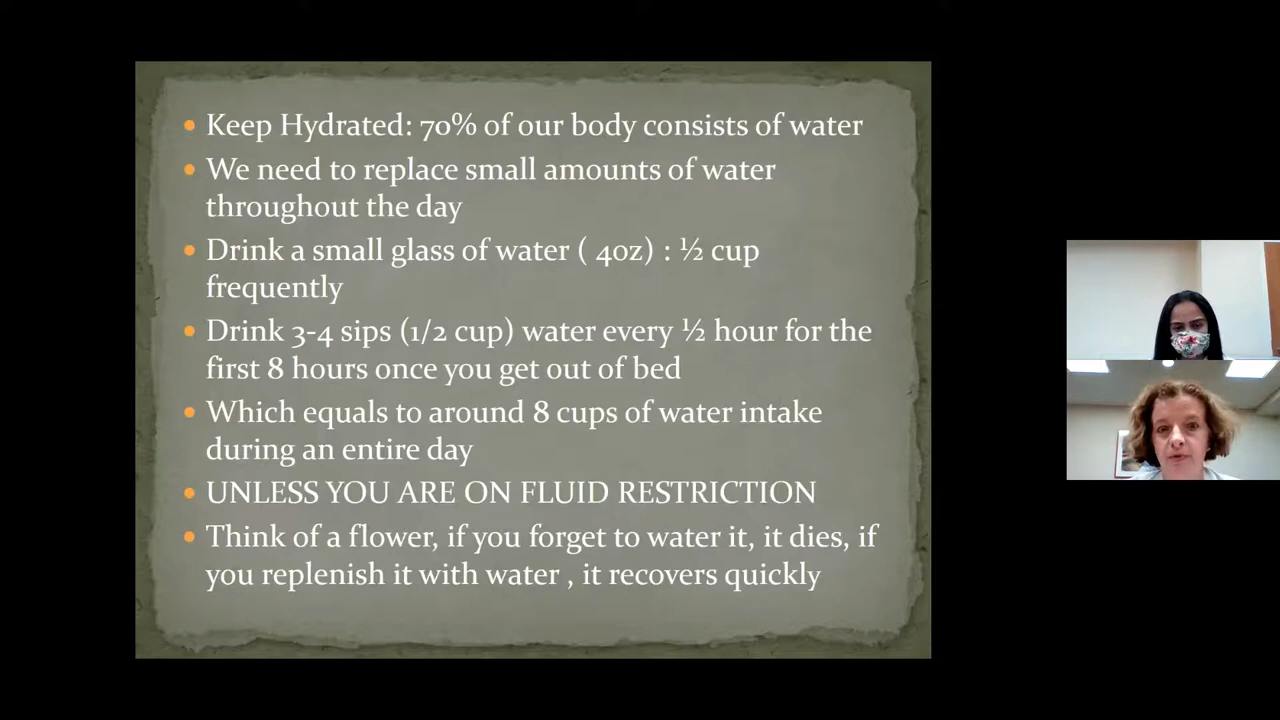 • Keep Hydrated: 70% of our body consists of water
• We need to replace small amounts of water
throughout the day
• Drink a small glass of water ( 4oz) : ½ cup
frequently
• Drink 3-4 sips (1/2 cup) water every ½ hour for the
first 8 hours once you get out of bed
• Which equals to around 8 cups of water intake
during an entire day
• UNLESS YOU ARE ON FLUID RESTRICTION
• Think of a flower, if you forget to water it, it dies, if
you replenish it with water , it recovers quickly